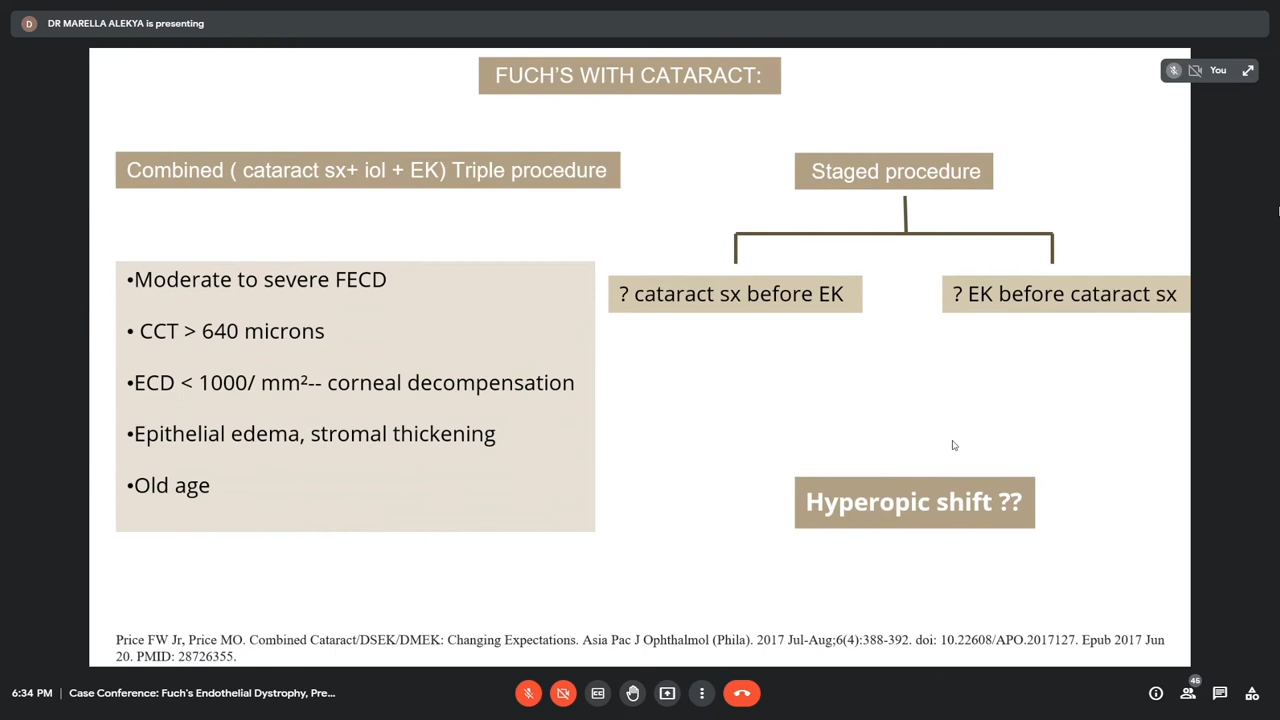 D
DR MARELLA ALEKYA is presenting
You
FUCH'S WITH CATARACT:
Combined ( cataract sx+ iol + EK) Triple procedure
Staged procedure
•Moderate to severe FECD
• CCT > 640 microns
•ECD < 1000/ mm²-- corneal decompensation
•Epithelial edema, stromal thickening
•Old age
? cataract sx before EK
? EK before cataract sx
Hyperopic shift ??
Price FW Jr, Price MO. Combined Cataract/DSEK/DMEK: Changing Expectations. Asia Pac J Ophthalmol (Phila). 2017 Jul-Aug;6(4):388-392. doi: 10.22608/APO.2017127. Epub 2017 Jun
20. PMID: 28726355.
6:34 PM | Case Conference: Fuch's Endothelial Dystrophy, Pre...
45